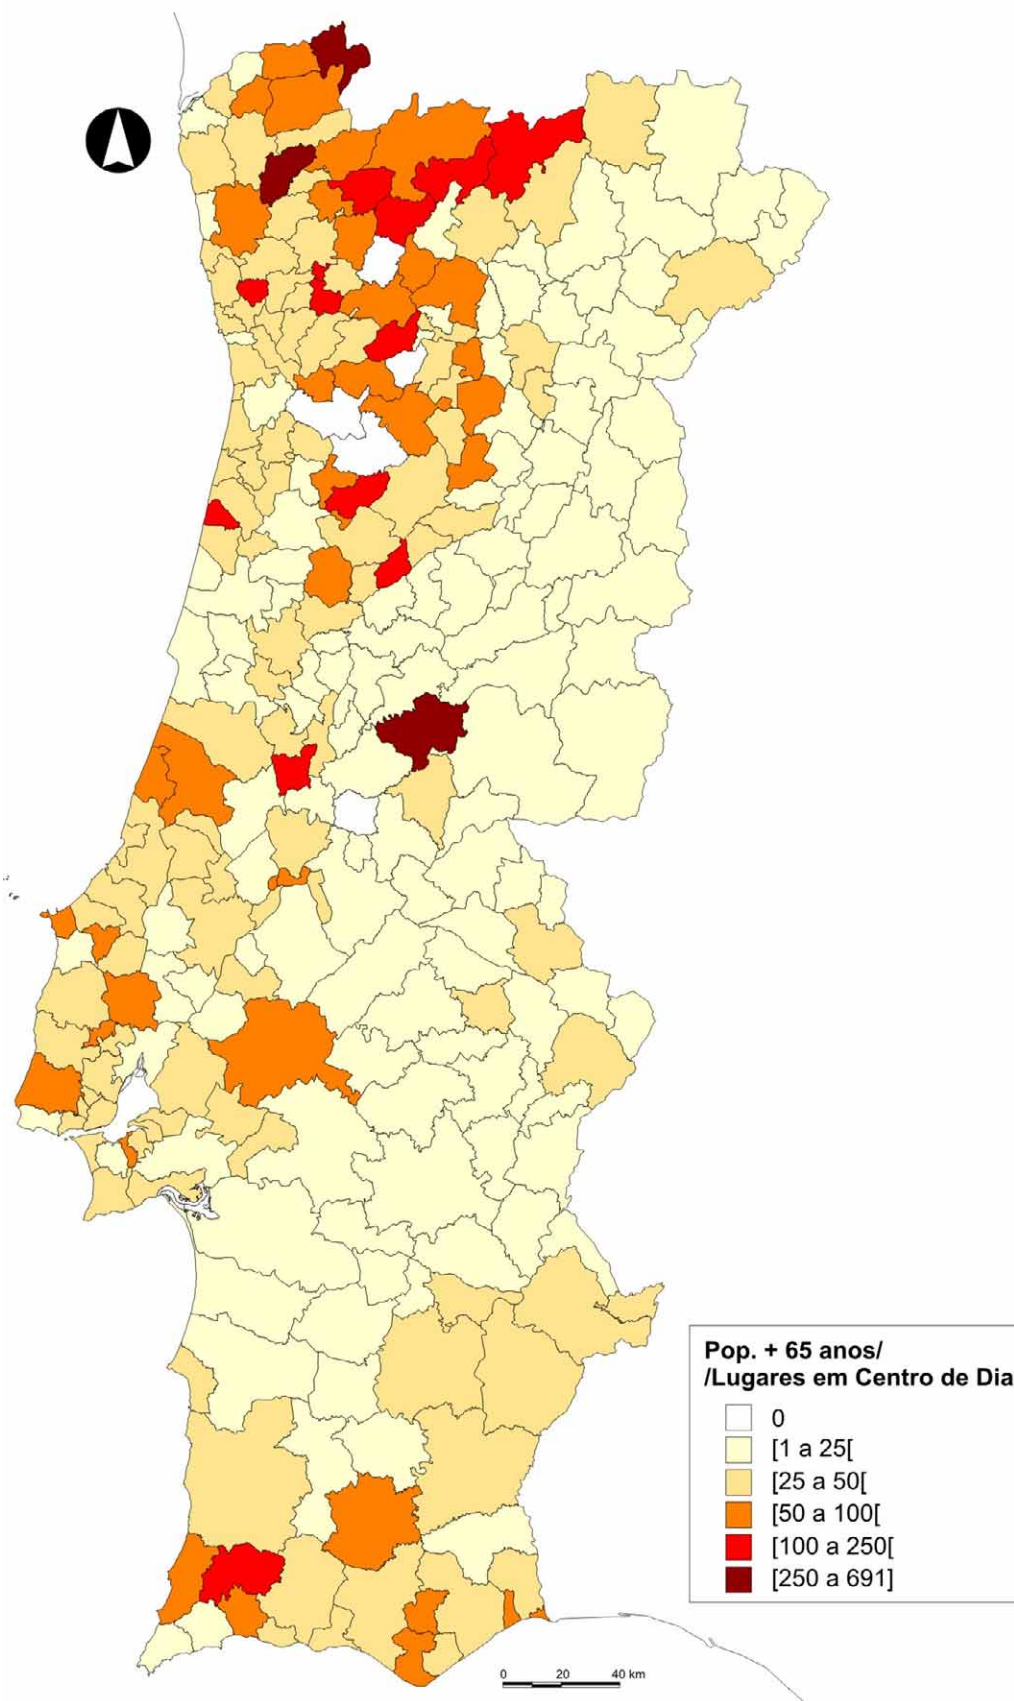 Pop. + 65 anos/
/Lugares em Centro de Dia
0
[1 a 25[
[25 a 50[
[50 a 100[
[100 a 250[
[250 a 691]
0 20 40 km